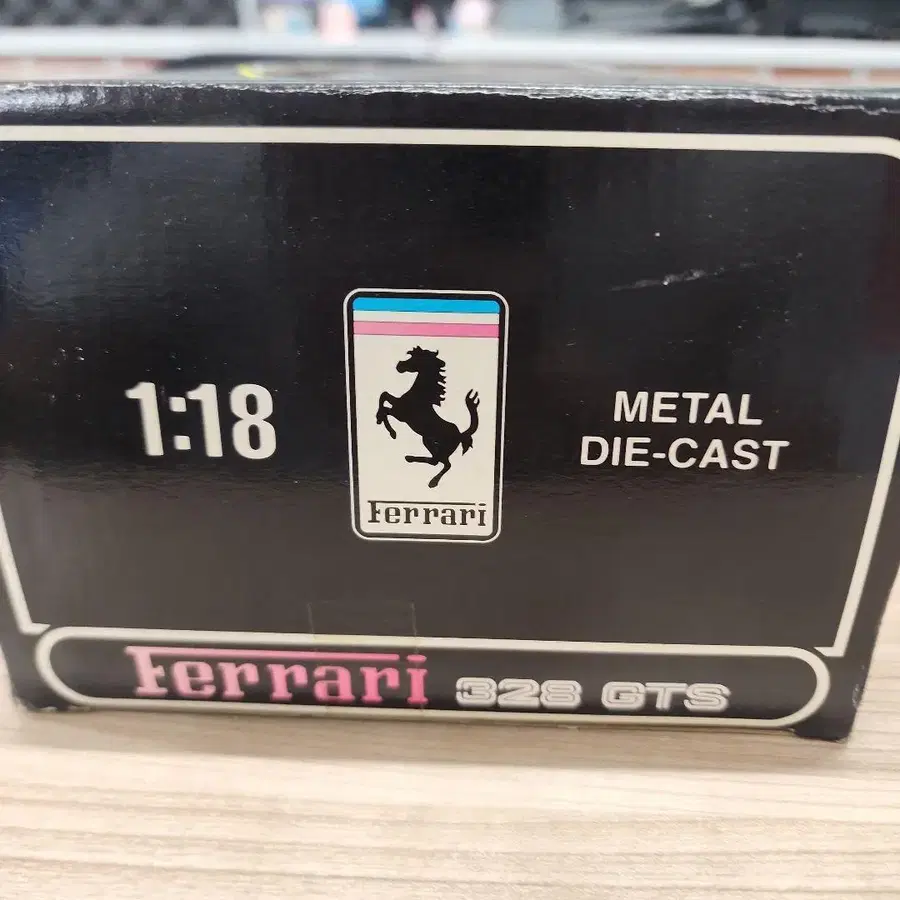 1:18
Ferrari
METAL
DIE-CAST
Ferrari 328 GTS